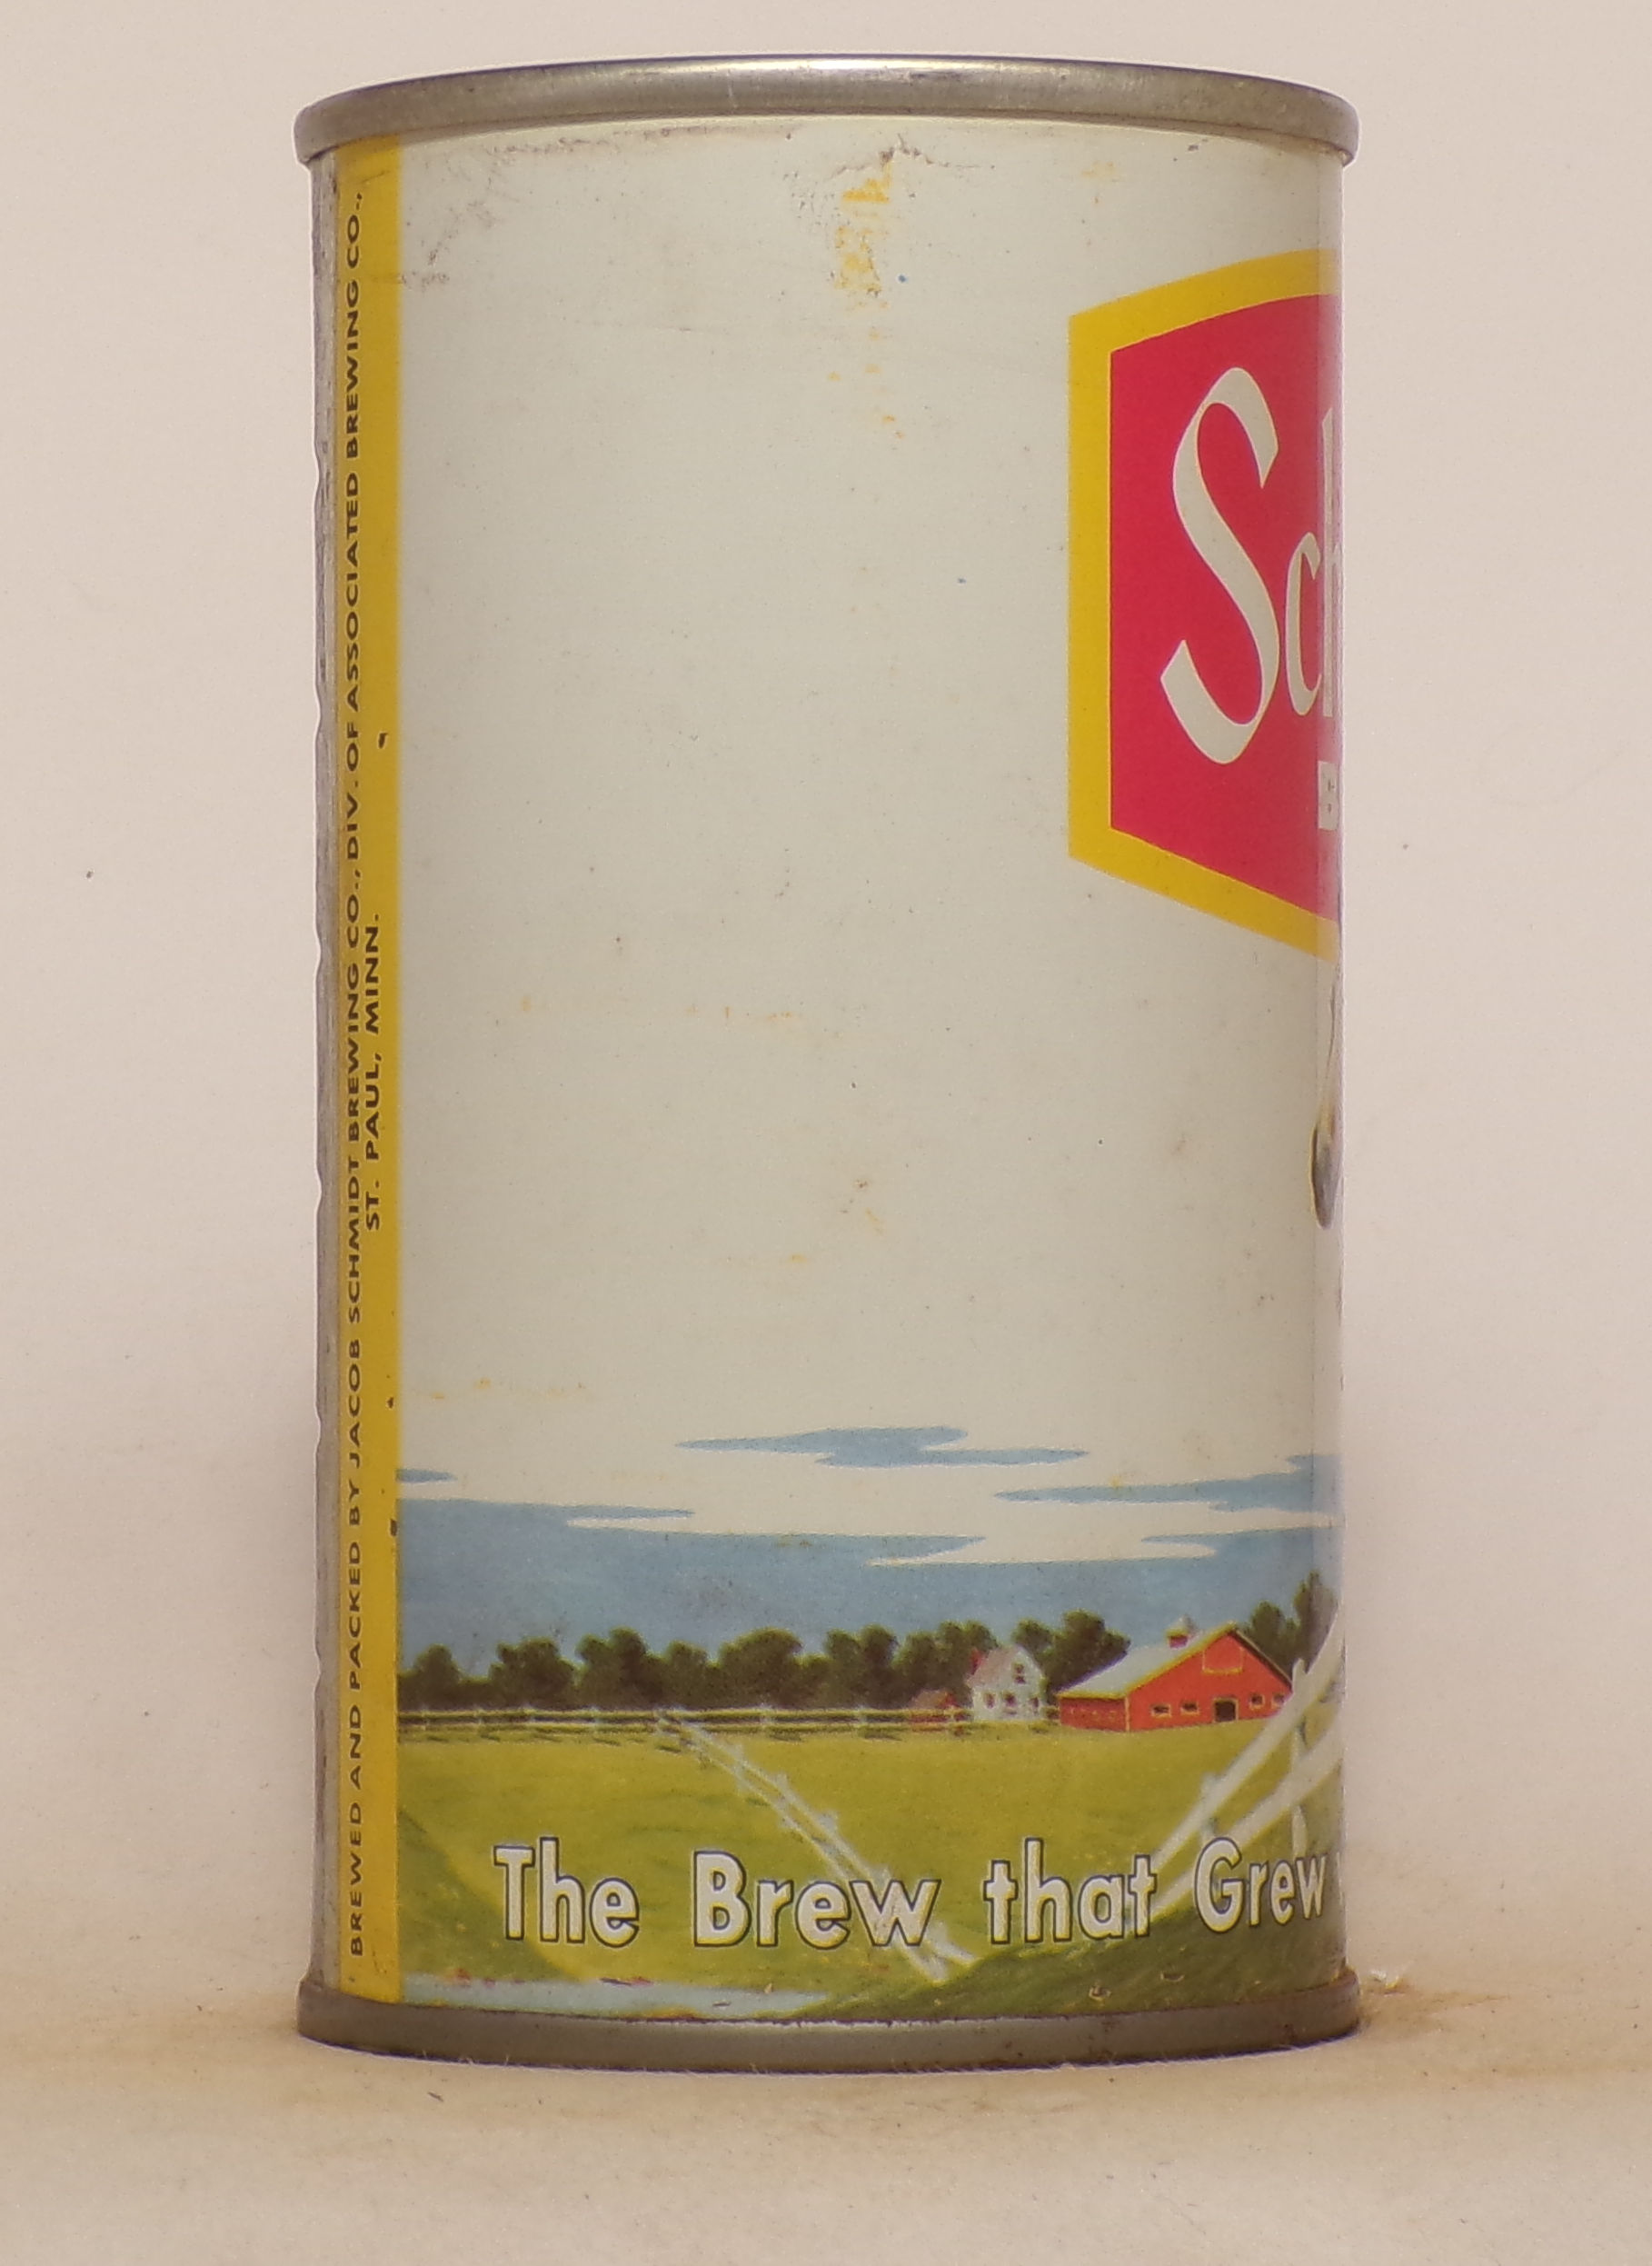 BREWED AND PACKED BY JACOB SCHMIDT BREWING CO., DIV. OF ASSOCIATED BREWING CO.,
ST. PAUL, MINN.
Sch
B
The Brew that Grew